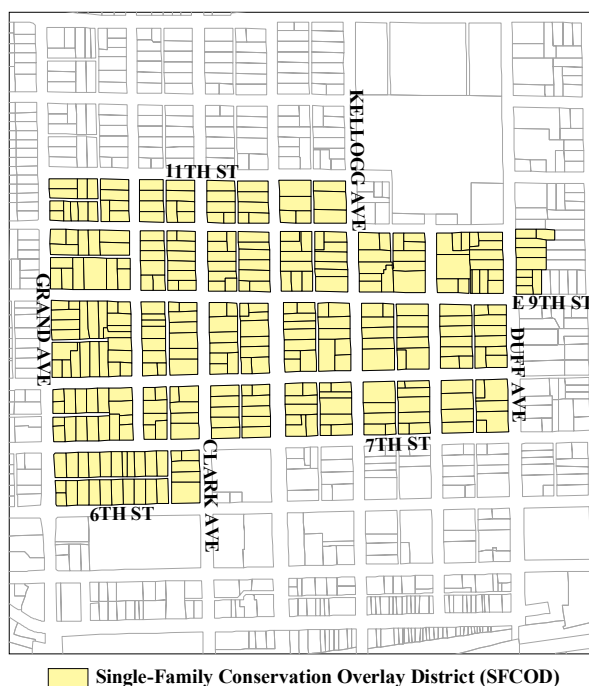 KELLOGG AVE
11TH ST
GRAND AVE
E 9TH ST
DUFF AVE
7TH ST
CLARK AVE
6TH ST
Single-Family Conservation Overlay District (SFCOD)